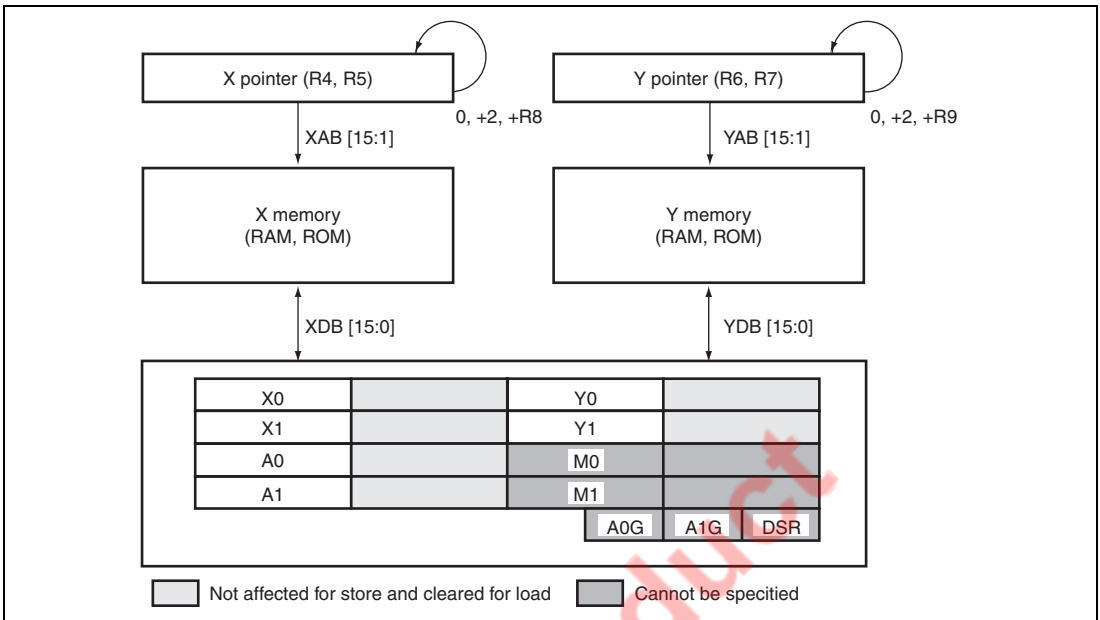 X pointer (R4, R5)
Y pointer (R6, R7)
0, +2, +R8
0, +2, +R9
XAB [15:1]
YAB [15:1]
X memory
(RAM, ROM)
Y memory
(RAM, ROM)
XDB [15:0]
YDB [15:0]
X0
Y0
X1
Y1
A0
M0
A1
M1
A0G
A1G
DSR
Not affected for store and cleared for load
Cannot be specitied
duct